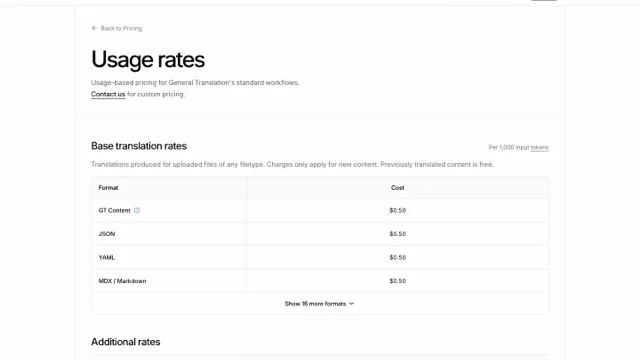 Back to Pricing
Usage rates
Usage-based pricing for General Translation's standard workflows.
Contact us for custom pricing.
Base translation rates
Per 1,000 input tokens
Translations produced for uploaded files of any filetype. Charges only apply for new content. Previously translated content is free.
Format Cost
GT Content $0.50
JSON $0.50
YAML $0.50
MDX / Markdown $0.50
Show 16 more formats
Additional rates